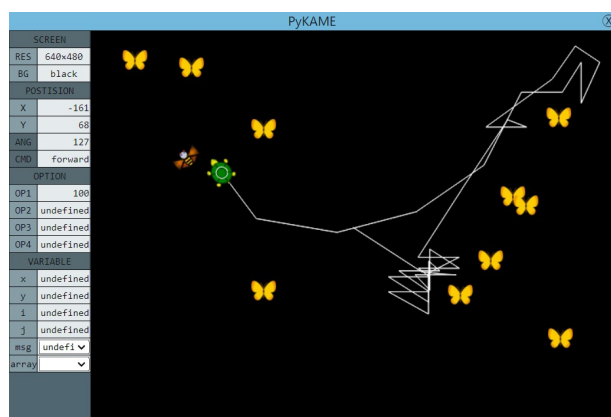 PyKAME
SCREEN
RES 640×480
BG black
POSTISION
X -161
Y 68
ANG 127
CMD forward
OPTION
OP1 100
OP2 undefined
OP3 undefined
OP4 undefined
VARIABLE
x undefined
y undefined
i undefined
j undefined
msg undefi
array